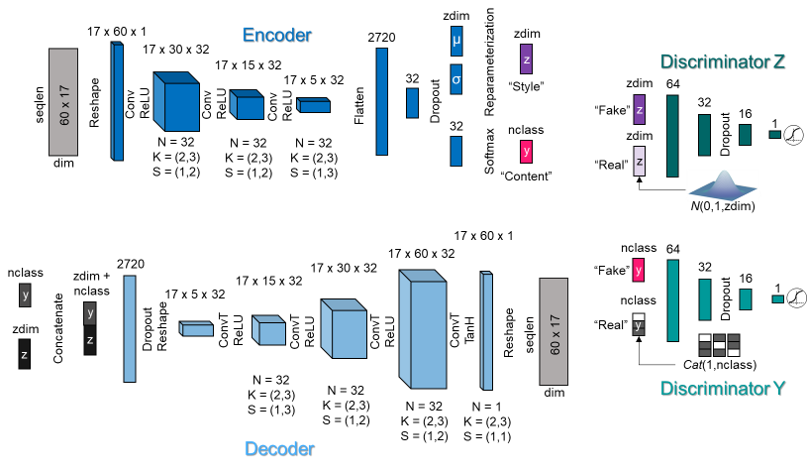 Encoder
seqlen
60 x 17
dim
Reshape
17 x 60 x 1
Conv
ReLU
17 x 30 x 32
N = 32
K = (2,3)
S = (1,2)
Conv
ReLU
17 x 15 x 32
N = 32
K = (2,3)
S = (1,2)
Conv
ReLU
17 x 5 x 32
N = 32
K = (2,3)
S = (1,3)
Flatten
2720
32
Dropout
zdim
μ
σ
32
Reparameterization
Softmax
zdim
z
"Style"
nclass
y
"Content"
Discriminator Z
zdim
"Fake"
z
zdim
"Real"
z
64
32
Dropout
16
1
N(0,1,zdim)
nclass
y
zdim
z
Concatenate
zdim +
nclass
y
z
2720
Dropout
Reshape
17 x 5 x 32
ConvT
ReLU
17 x 15 x 32
N = 32
K = (2,3)
S = (1,3)
ConvT
ReLU
17 x 30 x 32
N = 32
K = (2,3)
S = (1,2)
ConvT
ReLU
17 x 60 x 32
N = 32
K = (2,3)
S = (1,2)
ConvT
TanH
17 x 60 x 1
N = 1
K = (2,3)
S = (1,1)
Reshape
seqlen
60 x 17
dim
Decoder
nclass
"Fake"
y
nclass
"Real"
y
64
32
Dropout
16
1
Cat(1,nclass)
Discriminator Y